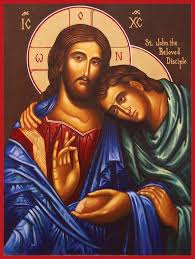 IC XC
Ο Ω Ν
St. John the
Beloved
Disciple